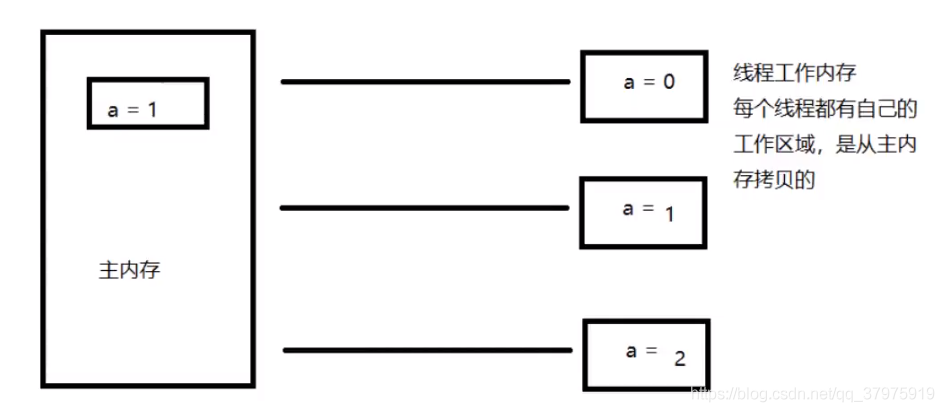 a = 1
主内存
a = 0
a = 1
a = 2
线程工作内存
每个线程都有自己的
工作区域，是从主内
存拷贝的
https://blog.csdn.net/qq_37975919